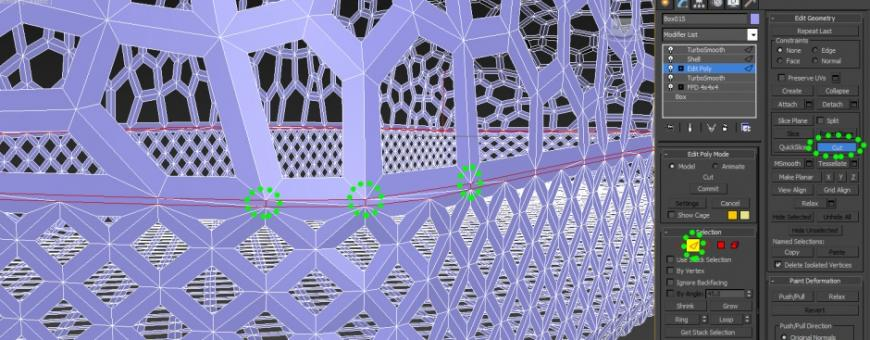 Box015
Modifier List
TurboSmooth
Shell
Edit Poly
TurboSmooth
FFD 4x4x4
Box
Edit Poly Mode
Model Animate
Cut
Commit
Settings Cancel
Show Cage
Selection
Use Stack Selection
By Vertex
Ignore Backfacing
By Angle: 45.0
Shrink Grow
Ring Loop
Get Stack Selection
Edit Geometry
Repeat Last
Constraints
None Edge
Face Normal
Preserve UVs
Create Collapse
Attach Detach
Slice Plane Split
Slice
QuickSlice Cut
MSmooth Tessellate
Make Planar X Y Z
View Align Grid Align
Relax
Hide Selected Unhide All
Hide Unselected
Named Selections:
Copy Paste
Delete Isolated Vertices
Paint Deformation
Push/Pull Relax
Revert
Push/Pull Direction
Original Normals